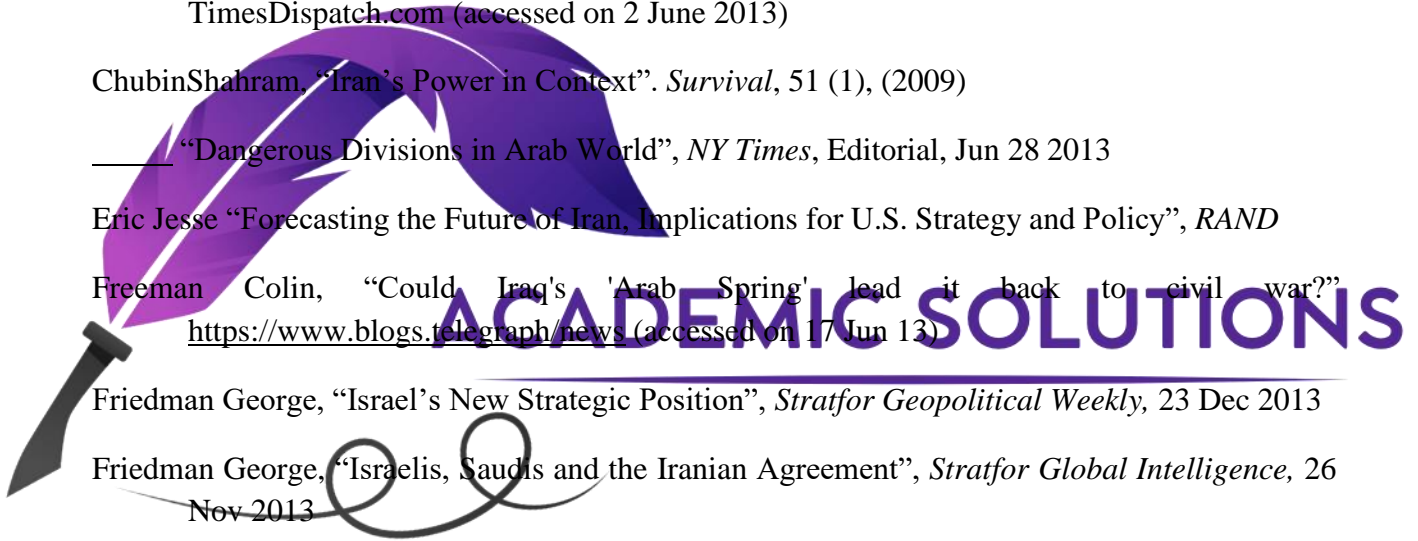 TimesDispatch.com (accessed on 2 June 2013)
ChubinShahram, “Iran’s Power in Context”. Survival, 51 (1), (2009)
______ “Dangerous Divisions in Arab World”, NY Times, Editorial, Jun 28 2013
Eric Jesse “Forecasting the Future of Iran, Implications for U.S. Strategy and Policy”, RAND
Freeman Colin, “Could Iraq's 'Arab Spring' lead it back to civil war?”
https://www.blogs.telegraph/news (accessed on 17 Jun 13)
ACADEMIC SOLUTIONS
Friedman George, “Israel’s New Strategic Position”, Stratfor Geopolitical Weekly, 23 Dec 2013
Friedman George, “Israelis, Saudis and the Iranian Agreement”, Stratfor Global Intelligence, 26
Nov 2013